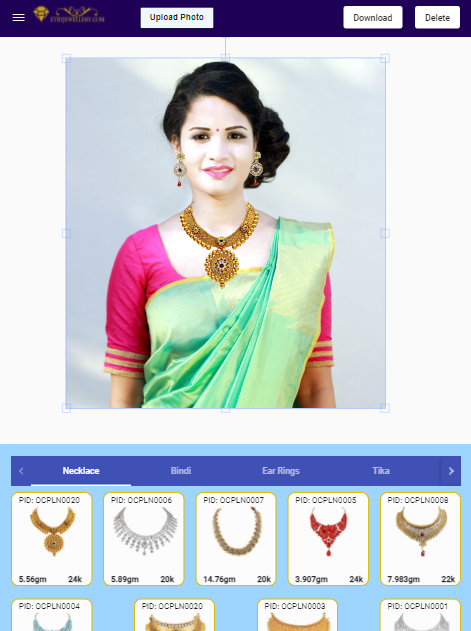 Upload Photo
Download
Delete
Necklace
Bindi
Ear Rings
Tika
PID: OCPLN0020
PID: OCPLN0006
PID: OCPLN0007
PID: OCPLN0005
PID: OCPLN0008
5.56gm 24k
5.89gm 20k
14.76gm 20k
3.907gm 24k
7.983gm 22k
PID: OCPLN0004
PID: OCPLN0020
PID: OCPLN0003
PID: OCPLN0001